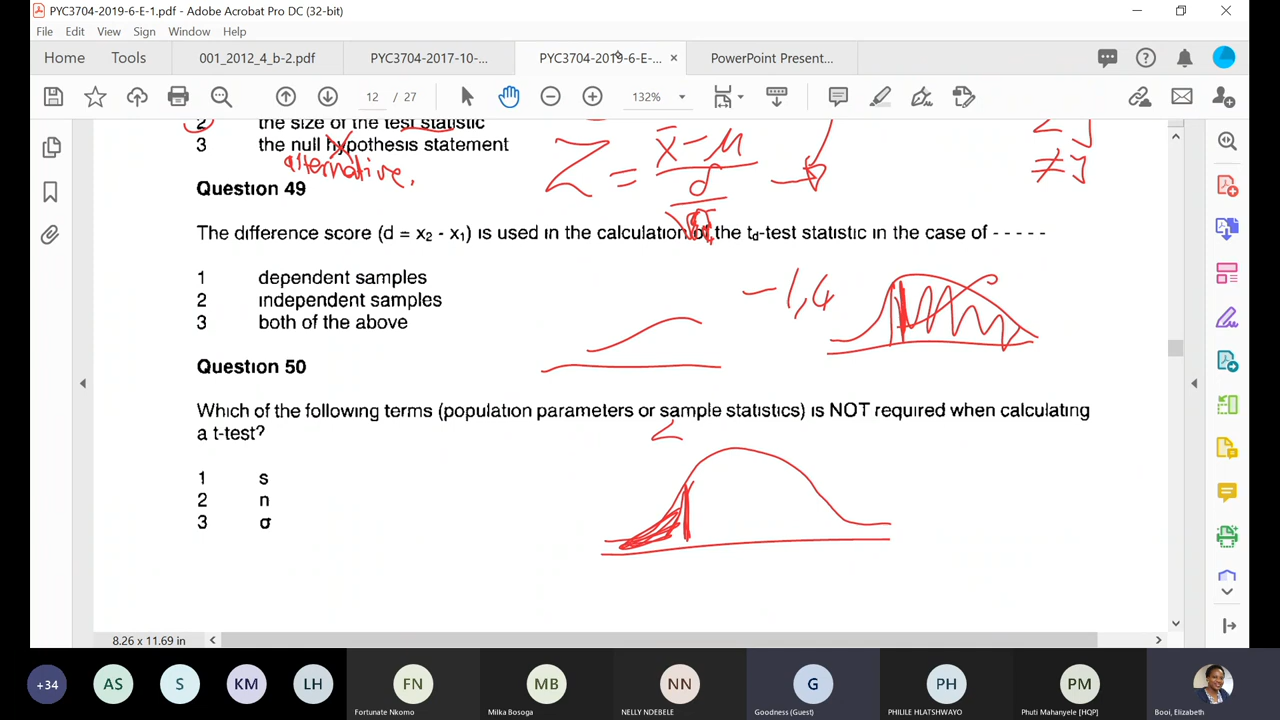 PYC3704-2019-6-E-1.pdf - Adobe Acrobat Pro DC (32-bit)
File Edit View Sign Window Help
Home Tools 001_2012_4_b-2.pdf PYC3704-2017-10-... PYC3704-2019-6-E-... × PowerPoint Present...
12 / 27 132%
2 the size of the test statistic
3 the null hypothesis statement
alternative.
Z = x̄ - μ
√n
≠
Question 49
The difference score (d = x₂ - x₁) is used in the calculation of the t_d-test statistic in the case of - - - - -
1 dependent samples
2 independent samples
3 both of the above
-1,4
Question 50
Which of the following terms (population parameters or sample statistics) is NOT required when calculating
a t-test?
<
1 s
2 n
3 σ
8.26 x 11.69 in
+34 AS S KM LH FN MB NN G PH PM
Fortunate Nkomo Milka Bosoga NELLY NDEBELE Goodness (Guest) PHILILE HLATSHWAYO Phuti Mahanyele [HQP] Booi, Elizabeth